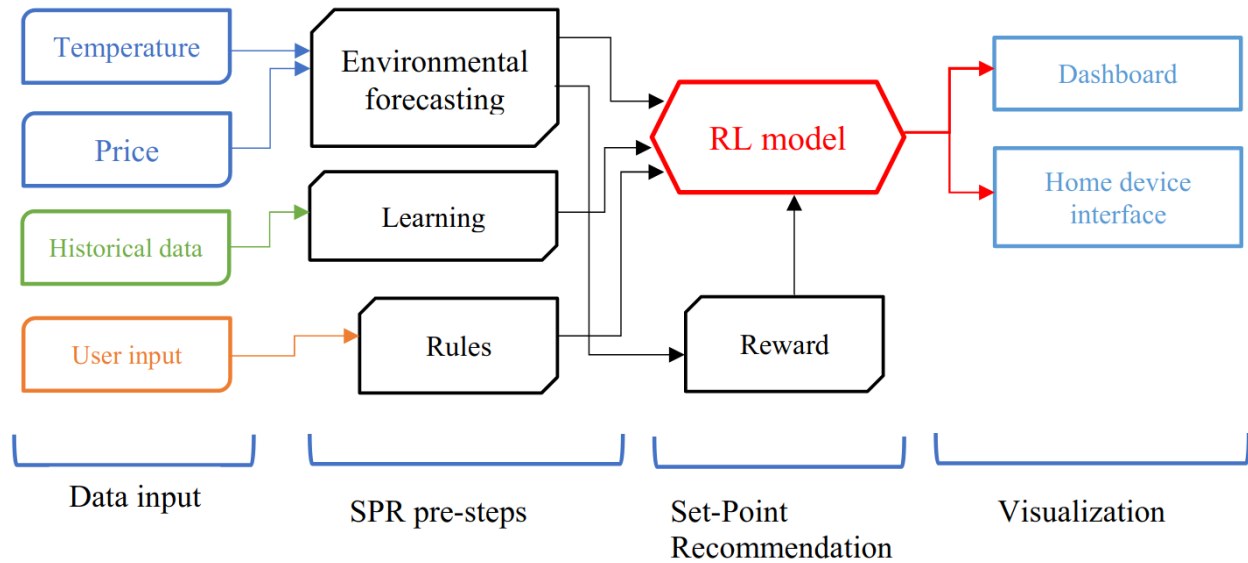 Temperature
Price
Historical data
User input
Environmental
forecasting
Learning
Rules
RL model
Reward
Dashboard
Home device
interface
Data input
SPR pre-steps
Set-Point
Recommendation
Visualization